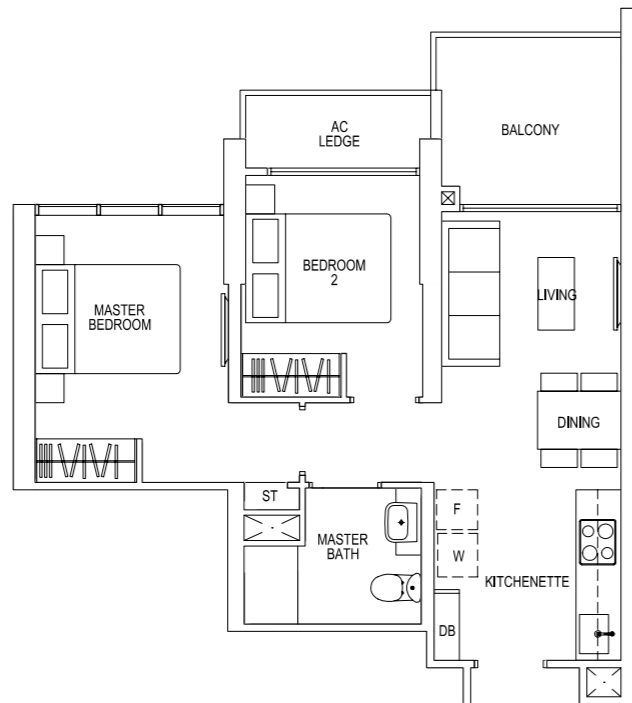 AC
LEDGE
BALCONY
BEDROOM
2
MASTER
BEDROOM
LIVING
DINING
ST
MASTER
BATH
F
W
KITCHENETTE
DB